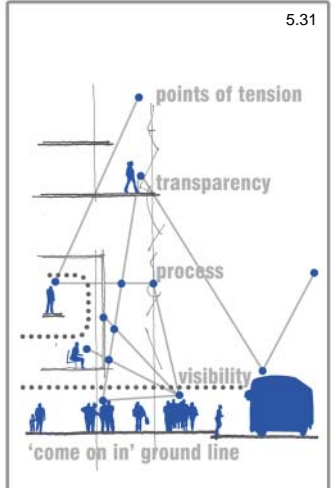 5.31
points of tension
transparency
process
visibility
'come on in' ground line